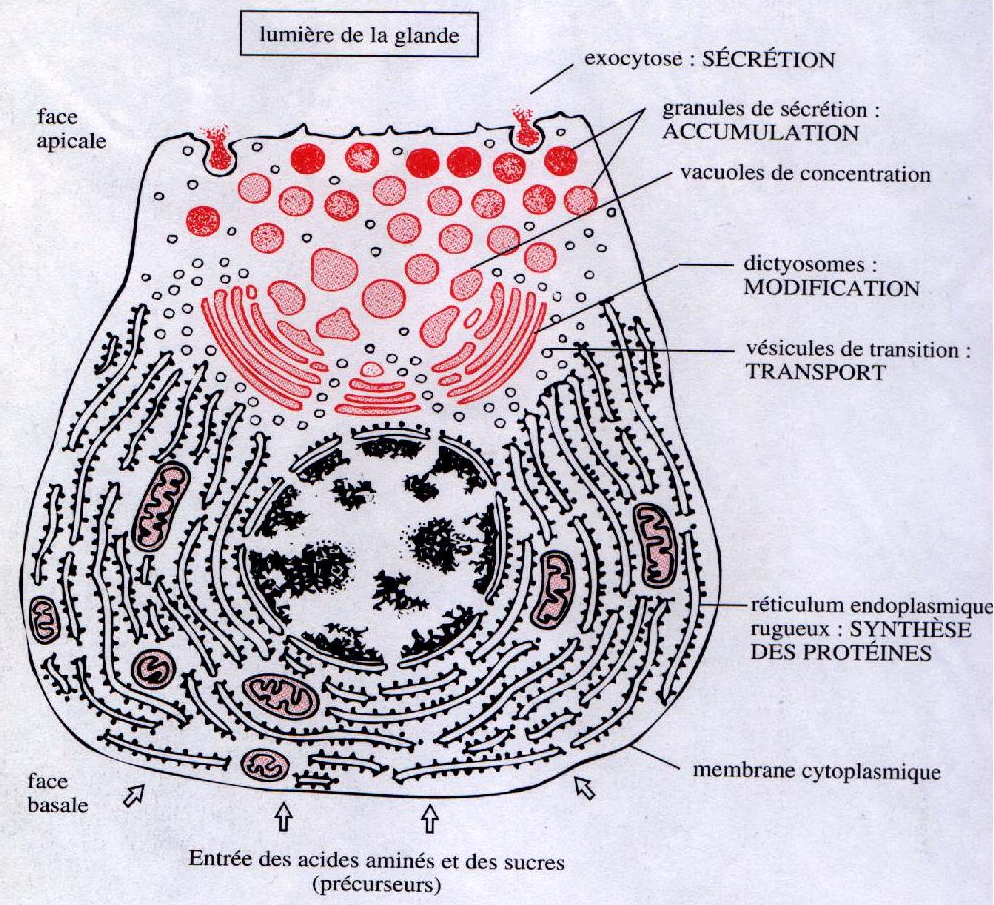 lumière de la glande
exocytose : SÉCRÉTION
face
apicale
granules de sécrétion :
ACCUMULATION
vacuoles de concentration
dictyosomes :
MODIFICATION
vésicules de transition :
TRANSPORT
réticulum endoplasmique
rugueux : SYNTHÈSE
DES PROTÉINES
membrane cytoplasmique
face
basale
Entrée des acides aminés et des sucres
(précurseurs)